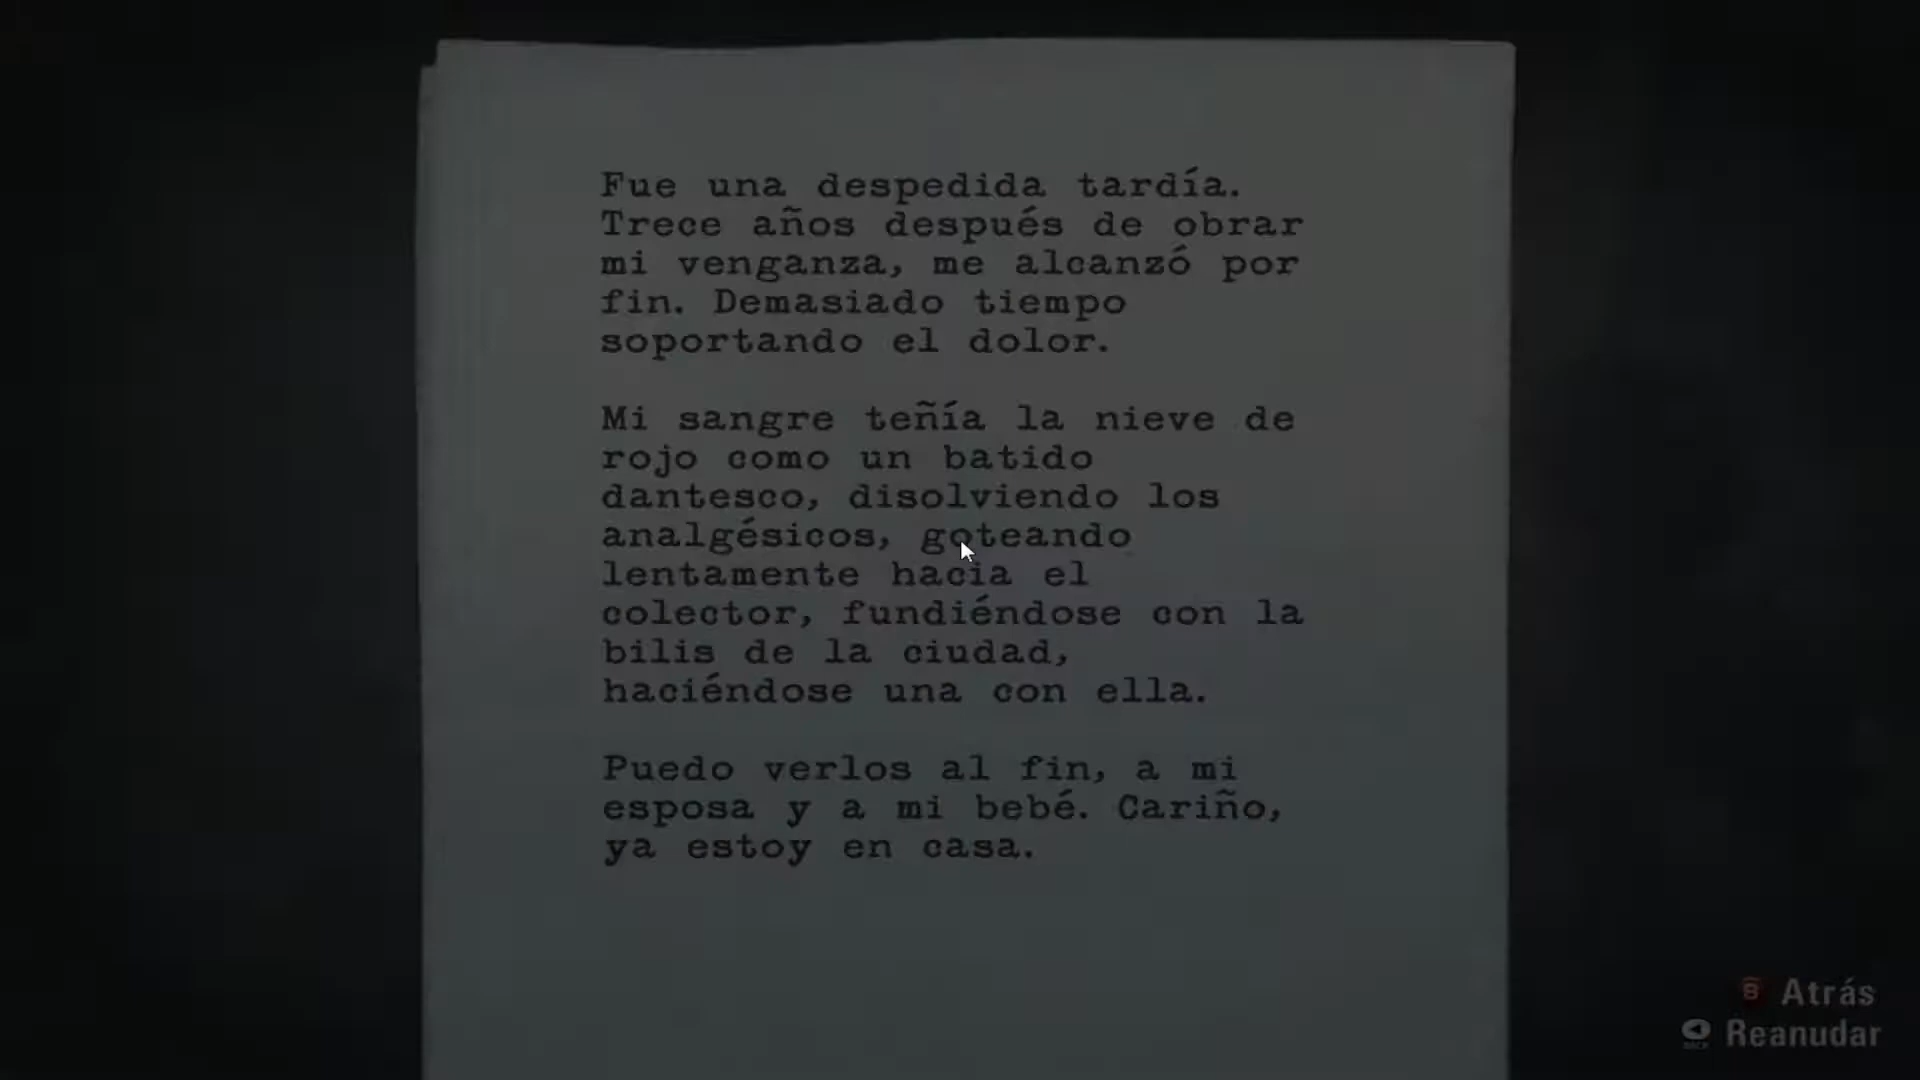 Fue una despedida tardía.
Trece años después de obrar
mi venganza, me alcanzó por
fin. Demasiado tiempo
soportando el dolor.
Mi sangre teñía la nieve de
rojo como un batido
dantesco, disolviendo los
analgésicos, goteando
lentamente hacia el
colector, fundiéndose con la
bilis de la ciudad,
haciéndose una con ella.
Puedo verlos al fin, a mi
esposa y a mi bebé. Cariño,
ya estoy en casa.
B Atrás
BACK Reanudar